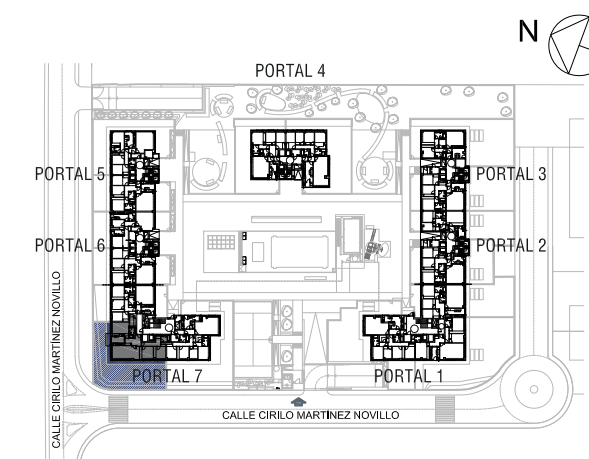 N
PORTAL 4
PORTAL 5
PORTAL 3
PORTAL 6
PORTAL 2
CALLE CIRILO MARTÍNEZ NOVILLO
PORTAL 7
PORTAL 1
CALLE CIRILO MARTÍNEZ NOVILLO